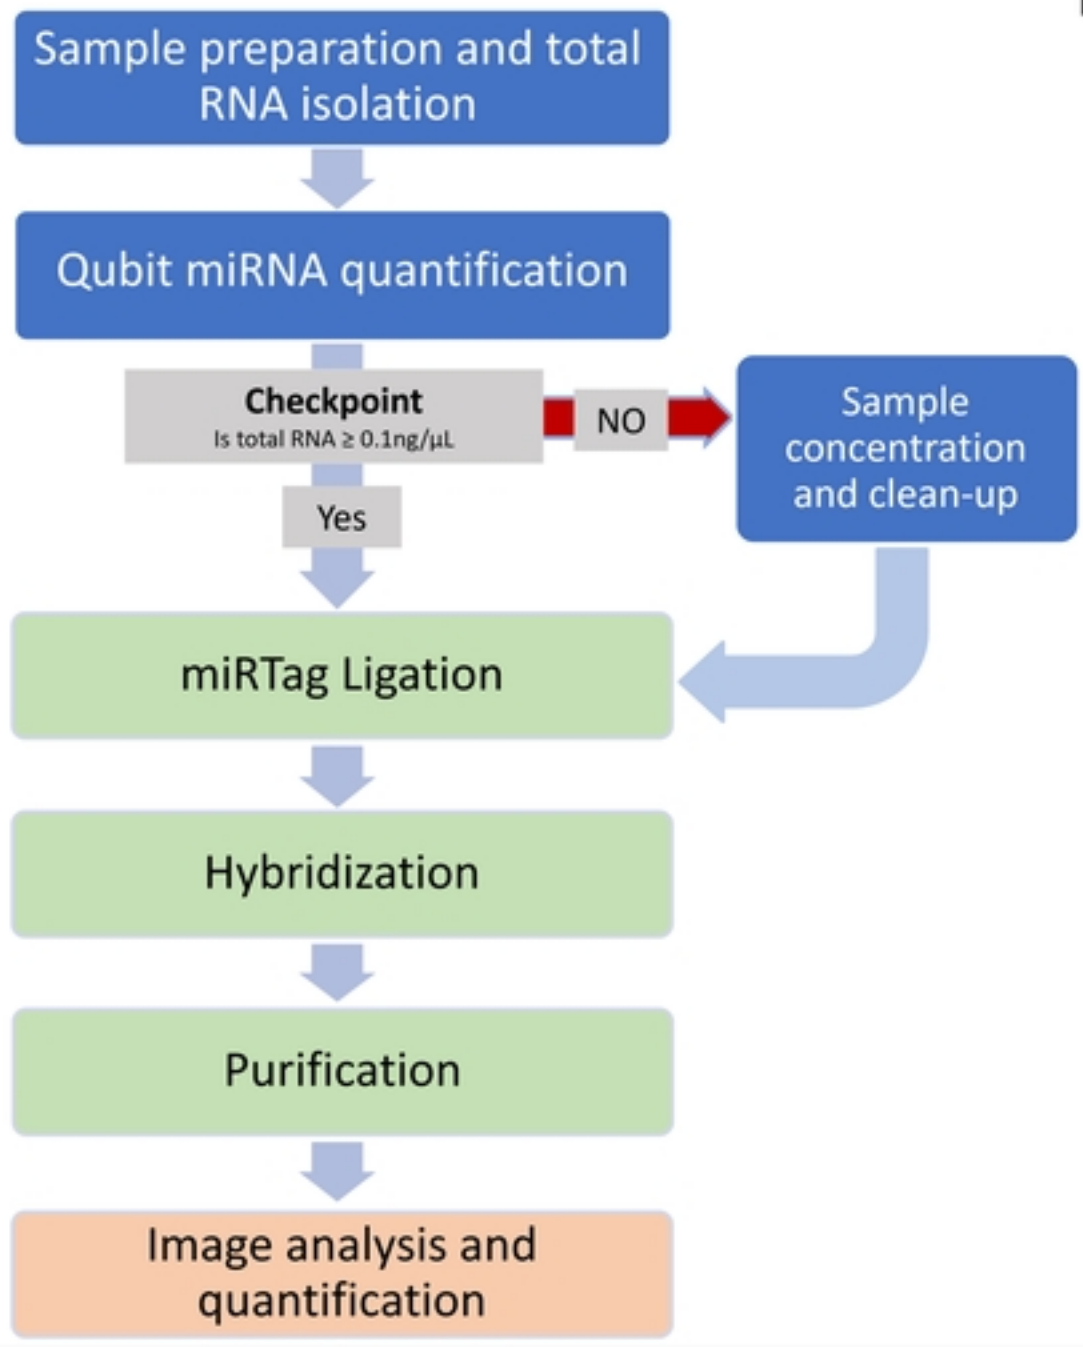 Sample preparation and total
RNA isolation
Qubit miRNA quantification
Checkpoint
Is total RNA ≥ 0.1ng/µL
NO
Sample
concentration
and clean-up
Yes
miRTag Ligation
Hybridization
Purification
Image analysis and
quantification